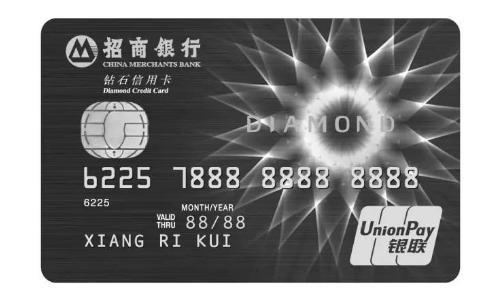 招商银行
CHINA MERCHANTS BANK
钻石信用卡
Diamond Credit Card
DIAMOND
6225 7888 8888 8888
6225
MONTH/YEAR
VALID THRU 88/88
XIANG RI KUI
UnionPay
银联